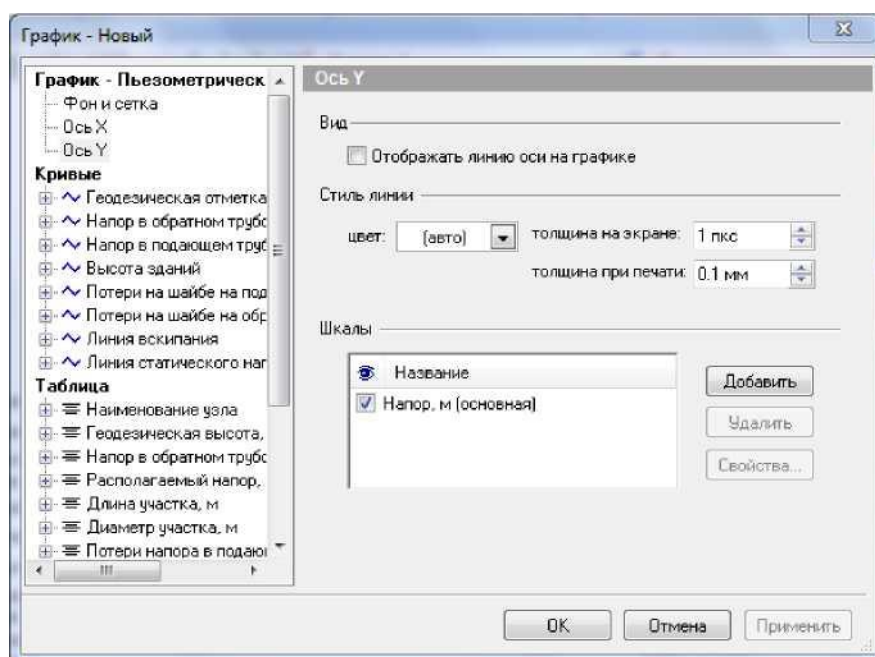 График - Новый
График - Пьезометрическ
Фон и сетка
Ось X
Ось Y
Кривые
Геодезическая отметка
Напор в обратном трубо
Напор в подающем труб
Высота зданий
Потери на шайбе на под
Потери на шайбе на обр
Линия вскипания
Линия статического нап
Таблица
Наименование узла
Геодезическая высота,
Напор в обратном трубо
Располагаемый напор,
Длина участка, м
Диаметр участка, м
Потери напора в подаю
Ось Y
Вид
Отображать линию оси на графике
Стиль линии
цвет: (авто) толщина на экране: 1 пкс
толщина при печати: 0.1 мм
Шкалы
Название
Напор, м (основная)
Добавить
Удалить
Свойства...
OK Отмена Применить